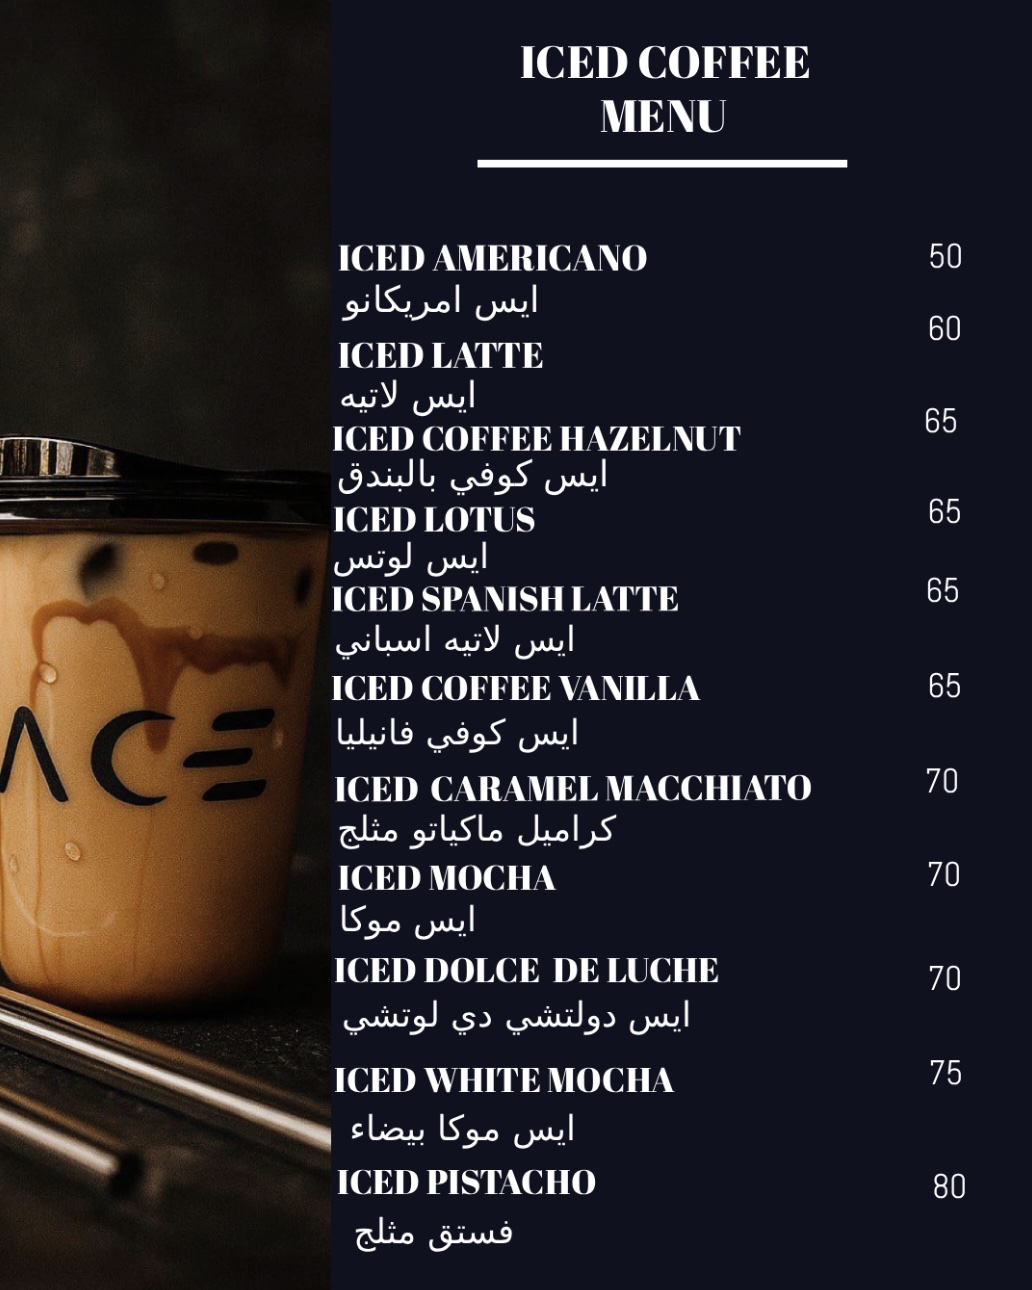 ICED COFFEE
MENU
ICED AMERICANO 50
ايس امريكانو
ICED LATTE 60
ايس لاتيه
ICED COFFEE HAZELNUT 65
ايس كوفي بالبندق
ICED LOTUS 65
ايس لوتس
ICED SPANISH LATTE 65
ايس لاتيه اسباني
ICED COFFEE VANILLA 65
ايس كوفي فانيليا
ICED CARAMEL MACCHIATO 70
كراميل ماكياتو مثلج
ICED MOCHA 70
ايس موكا
ICED DOLCE DE LUCHE 70
ايس دولتشي دي لوتشي
ICED WHITE MOCHA 75
ايس موكا بيضاء
ICED PISTACHO 80
فستق مثلج